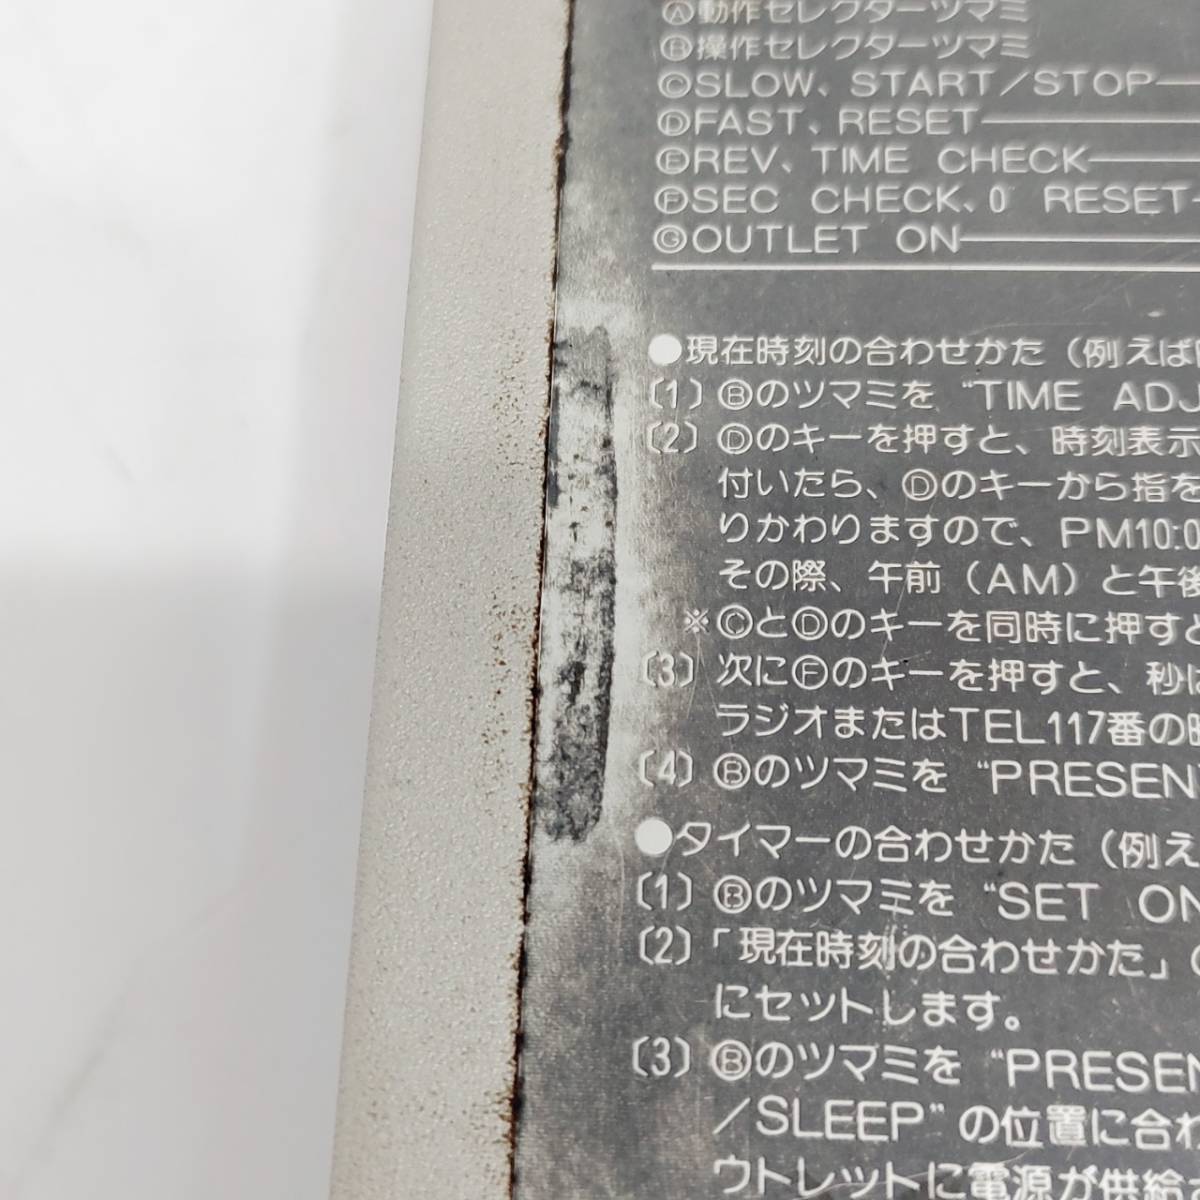 Ⓐ動作セレクターツマミ
Ⓑ操作セレクターツマミ
ⒸSLOW、START/STOP
ⒹFAST、RESET
ⒺREV、TIME CHECK
ⒻSEC CHECK、0" RESET
ⒼOUTLET ON
●現在時刻の合わせかた（例えば
〔1〕Ⓑのツマミを“TIME ADJ
〔2〕Ⓓのキーを押すと、時刻表示
付いたら、Ⓓのキーから指を
りかわりますので、PM10:0
その際、午前（AM）と午後
※ⒸとⒹのキーを同時に押すと
〔3〕次にⒻのキーを押すと、秒は
ラジオまたはTEL117番の時
〔4〕Ⓑのツマミを“PRESENT
●タイマーの合わせかた（例え
〔1〕Ⓑのツマミを“SET ON
〔2〕「現在時刻の合わせかた」(
にセットします。
〔3〕Ⓑのツマミを“PRESEN
/SLEEP”の位置に合わ
ウトレットに電源が供給